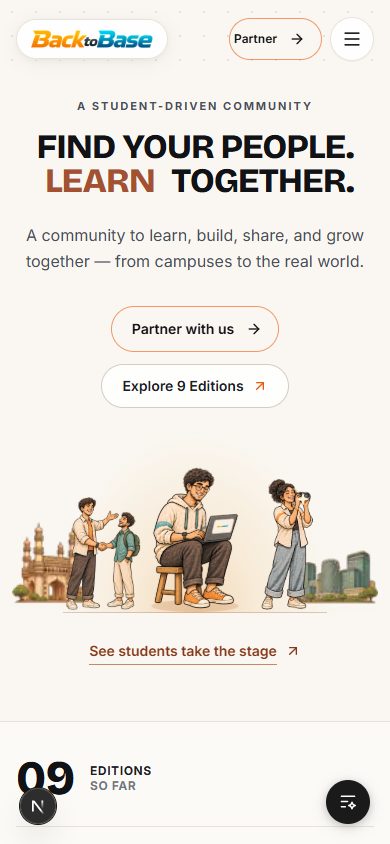 BacktoBase
Partner
A STUDENT-DRIVEN COMMUNITY
FIND YOUR PEOPLE.
LEARN TOGETHER.
A community to learn, build, share, and grow
together — from campuses to the real world.
Partner with us
Explore 9 Editions
See students take the stage
09
EDITIONS
SO FAR
N